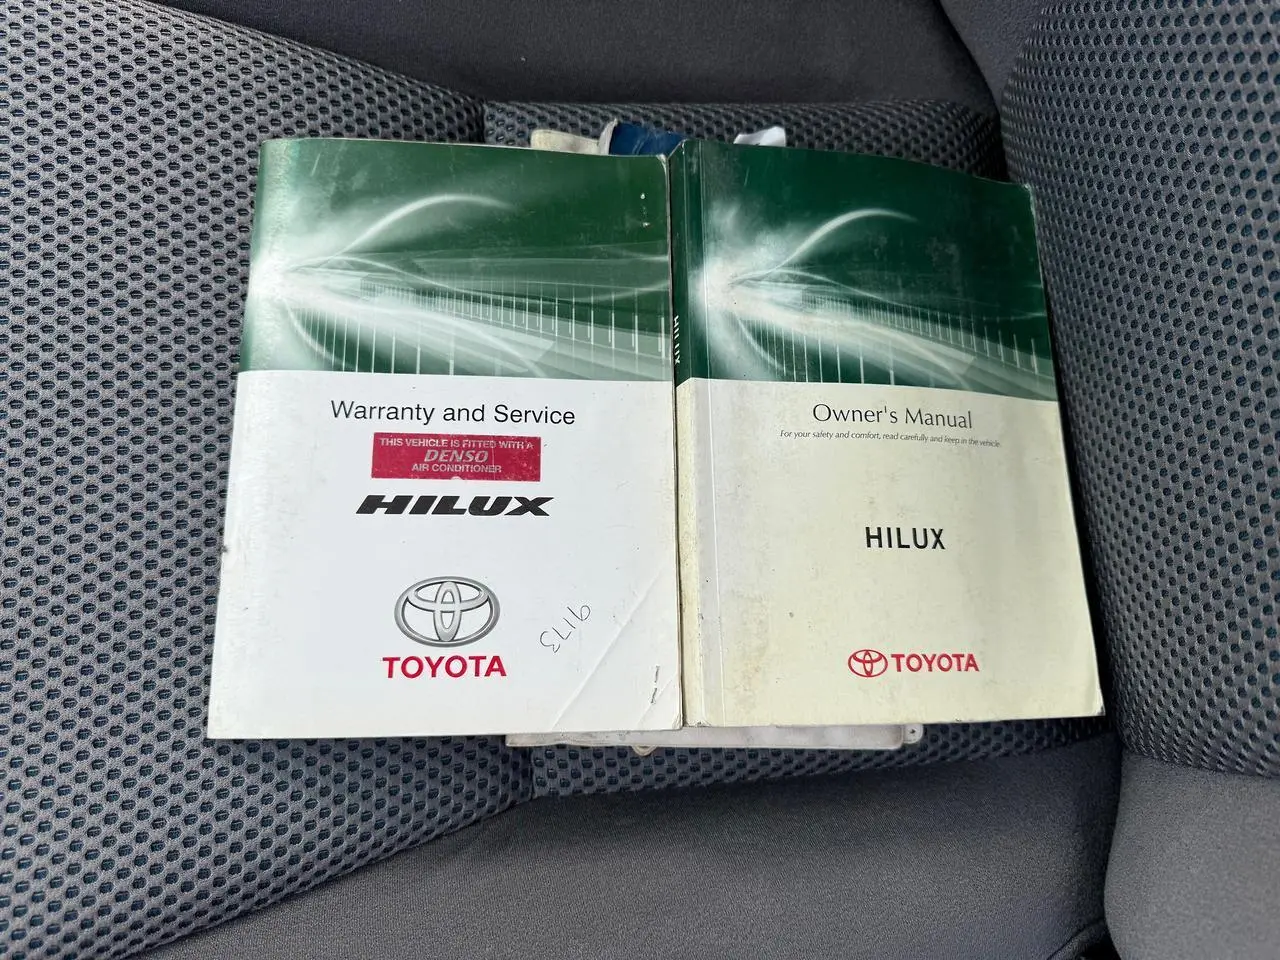 Warranty and Service
THIS VEHICLE IS FITTED WITH A
DENSO
AIR CONDITIONER
HILUX
TOYOTA
9173
HILUX
Owner's Manual
For your safety and comfort, read carefully and keep in the vehicle.
HILUX
TOYOTA